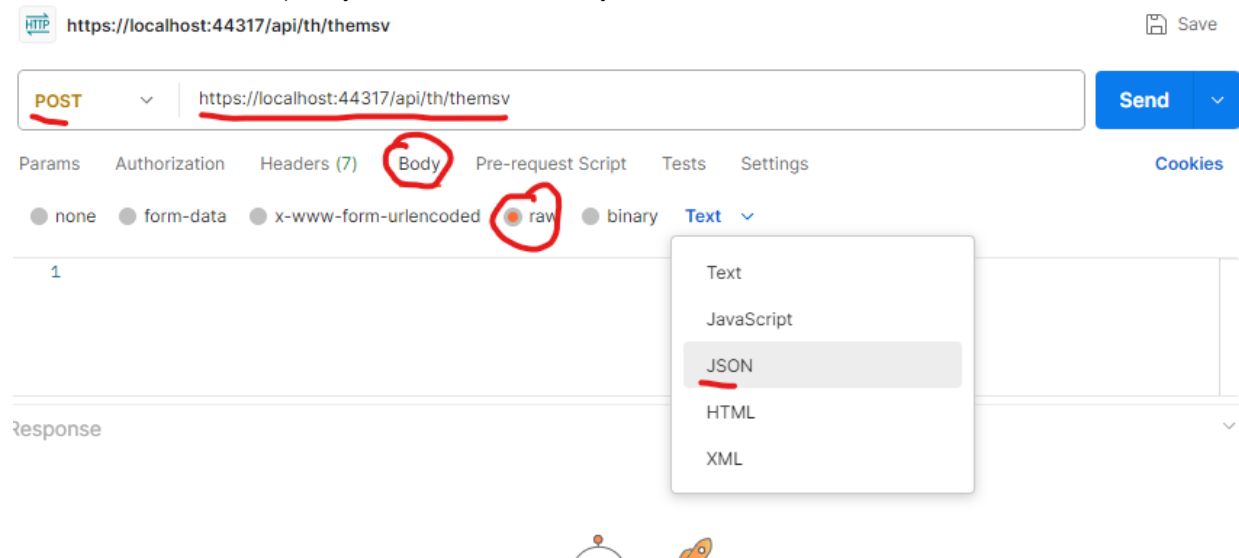 HTTP https://localhost:44317/api/th/themsv Save
POST https://localhost:44317/api/th/themsv Send
Params Authorization Headers (7) Body Pre-request Script Tests Settings Cookies
none form-data x-www-form-urlencoded raw binary Text
1
Text
JavaScript
JSON
HTML
XML
Response